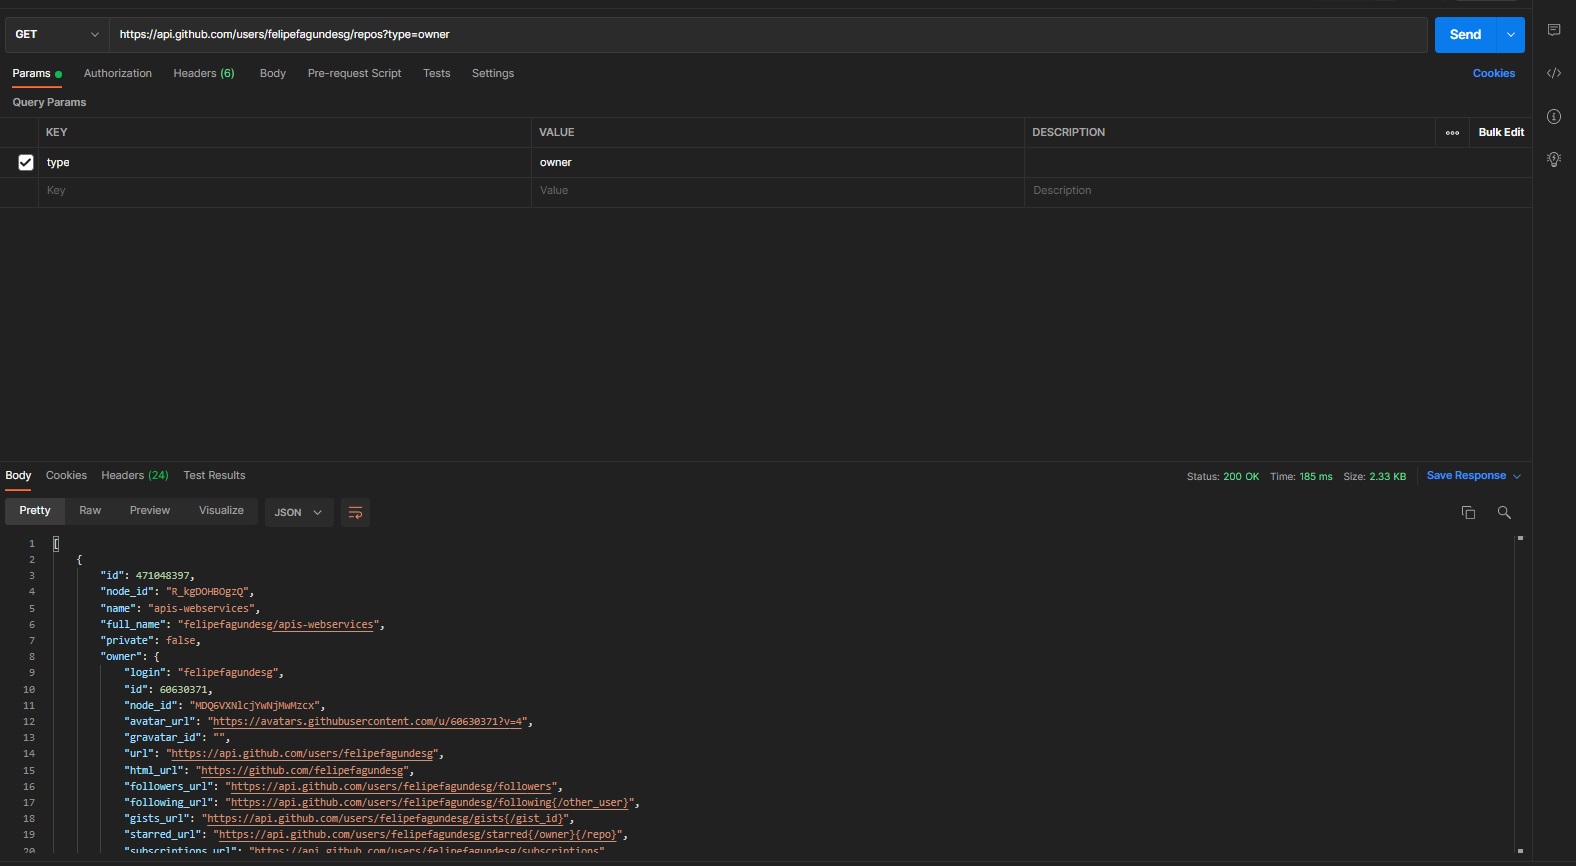 GET https://api.github.com/users/felipefagundesg/repos?type=owner Send
Params Authorization Headers (6) Body Pre-request Script Tests Settings Cookies
Query Params
KEY VALUE DESCRIPTION Bulk Edit
type owner
Key Value Description
Body Cookies Headers (24) Test Results Status: 200 OK Time: 185 ms Size: 2.33 KB Save Response
Pretty Raw Preview Visualize JSON
1 [
2 {
3 "id": 471048397,
4 "node_id": "R_kgDOHBOgzQ",
5 "name": "apis-webservices",
6 "full_name": "felipefagundesg/apis-webservices",
7 "private": false,
8 "owner": {
9 "login": "felipefagundesg",
10 "id": 60630371,
11 "node_id": "MDQ6VXNlcjYwNjMwMzcx",
12 "avatar_url": "https://avatars.githubusercontent.com/u/60630371?v=4",
13 "gravatar_id": "",
14 "url": "https://api.github.com/users/felipefagundesg",
15 "html_url": "https://github.com/felipefagundesg",
16 "followers_url": "https://api.github.com/users/felipefagundesg/followers",
17 "following_url": "https://api.github.com/users/felipefagundesg/following{/other_user}",
18 "gists_url": "https://api.github.com/users/felipefagundesg/gists{/gist_id}",
19 "starred_url": "https://api.github.com/users/felipefagundesg/starred{/owner}{/repo}",
20 "subscriptions_url": "https://api.github.com/users/felipefagundesg/subscriptions"